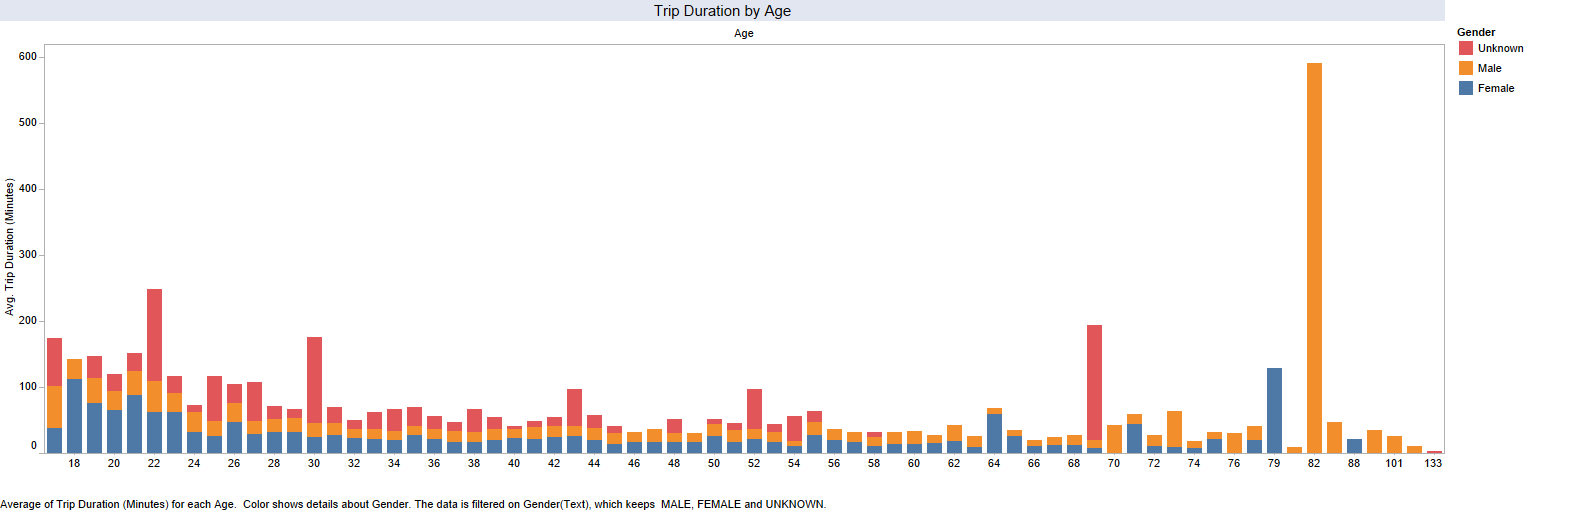 Trip Duration by Age
Age
Gender
Unknown
Male
Female
Avg. Trip Duration (Minutes)
600
500
400
300
200
100
0
18 20 22 24 26 28 30 32 34 36 38 40 42 44 46 48 50 52 54 56 58 60 62 64 66 68 70 72 74 76 79 82 88 101 133
Average of Trip Duration (Minutes) for each Age.  Color shows details about Gender. The data is filtered on Gender(Text), which keeps  MALE, FEMALE and UNKNOWN.